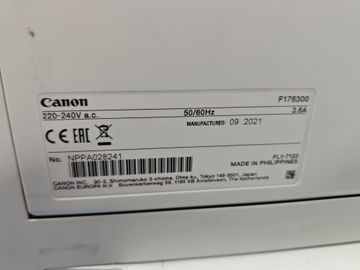 Canon F176300
220-240V a.c. 50/60Hz 3.6A
MANUFACTURED: 09.2021
CE EAC
No. NPPA028241
FL1-7123
MADE IN PHILIPPINES
CANON INC. 30-2, Shimomaruko 3-chome, Ohta-ku, Tokyo 146-8501, Japan
CANON EUROPA N.V. Bovenkerkerweg 59, 1185 XB Amstelveen, The Netherlands